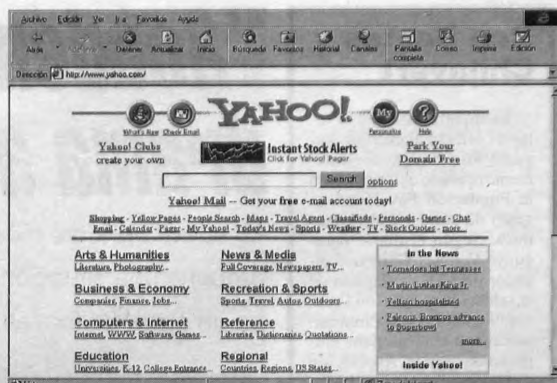 Archivo Edición Ver Ir a Favoritos Ayuda
Atrás Adelante Detener Actualizar Inicio Búsqueda Favoritos Historial Canales Pantalla completa Correo Imprimir Edición
Dirección http://www.yahoo.com/
YAHOO!
What's New Check Email Personalize Help
Yahoo! Clubs
create your own
Instant Stock Alerts
Click for Yahoo! Pager
Park Your
Domain Free
Search options
Yahoo! Mail -- Get your free e-mail account today!
Shopping - Yellow Pages - People Search - Maps - Travel Agent - Classifieds - Personals - Games - Chat
Email - Calendar - Pager - My Yahoo! - Today's News - Sports - Weather - TV - Stock Quotes - more...
Arts & Humanities
Literature, Photography...
Business & Economy
Companies, Finance, Jobs...
Computers & Internet
Internet, WWW, Software, Games...
Education
Universities, K-12, College Entrance...
News & Media
Full Coverage, Newspapers, TV...
Recreation & Sports
Sports, Travel, Autos, Outdoors...
Reference
Libraries, Dictionaries, Quotations...
Regional
Countries, Regions, US States...
In the News
· Tornadoes hit Tennessee
· Martin Luther King Jr.
· Yeltsin hospitalized
· Falcons, Broncos advance
to Superbowl
more...
Inside Yahoo!